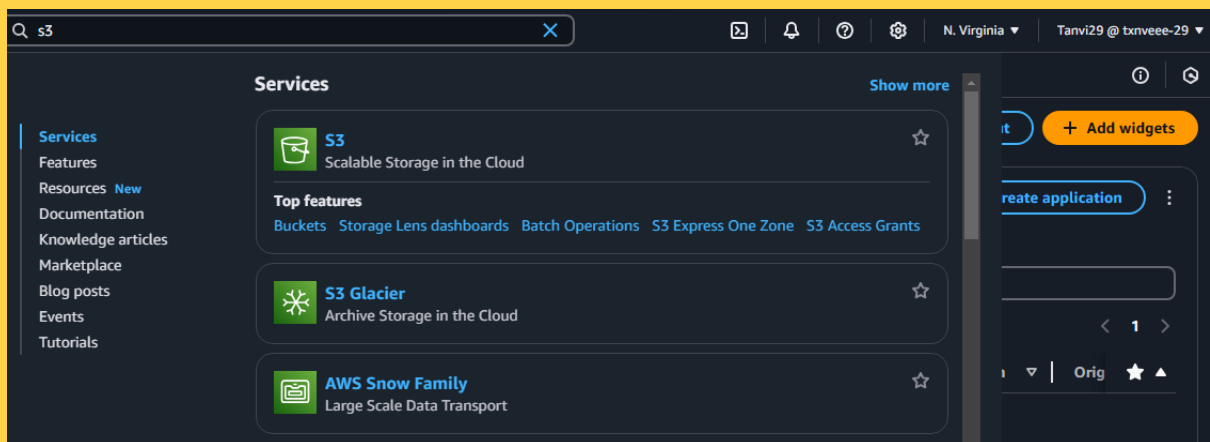 s3
N. Virginia
Tanvi29 @ txnveee-29
Services
Show more
Services
Features
Resources New
Documentation
Knowledge articles
Marketplace
Blog posts
Events
Tutorials
S3
Scalable Storage in the Cloud
Top features
Buckets Storage Lens dashboards Batch Operations S3 Express One Zone S3 Access Grants
S3 Glacier
Archive Storage in the Cloud
AWS Snow Family
Large Scale Data Transport
+ Add widgets
reate application
1
Orig